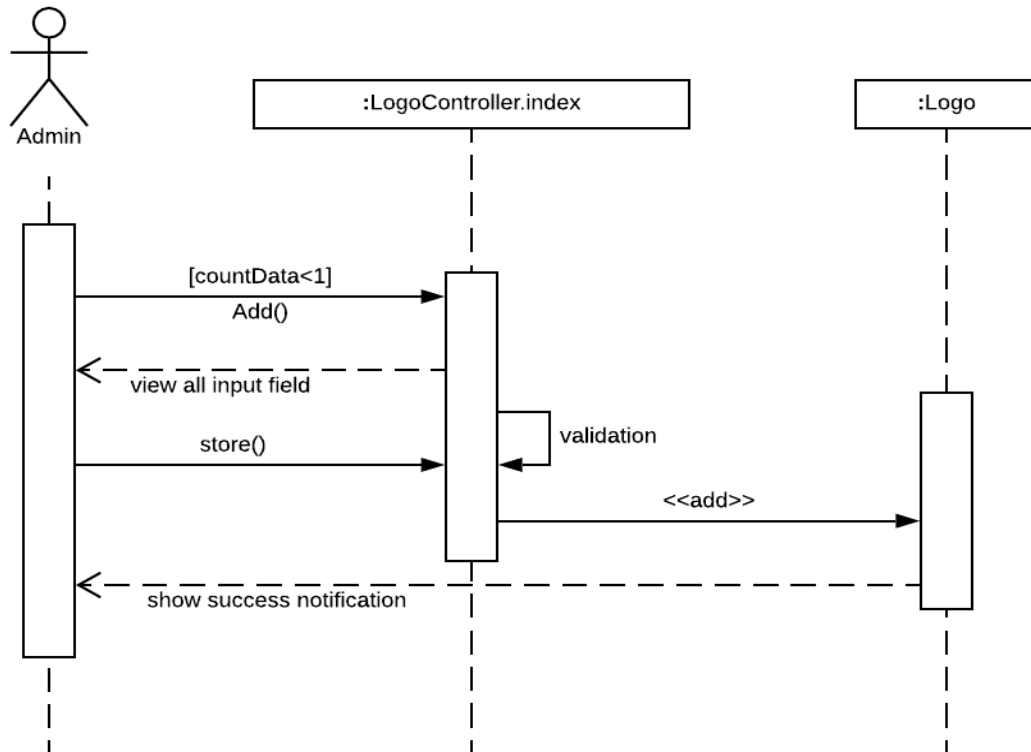 Admin
:LogoController.index
:Logo
[countData<1]
Add()
view all input field
validation
store()
<<add>>
show success notification